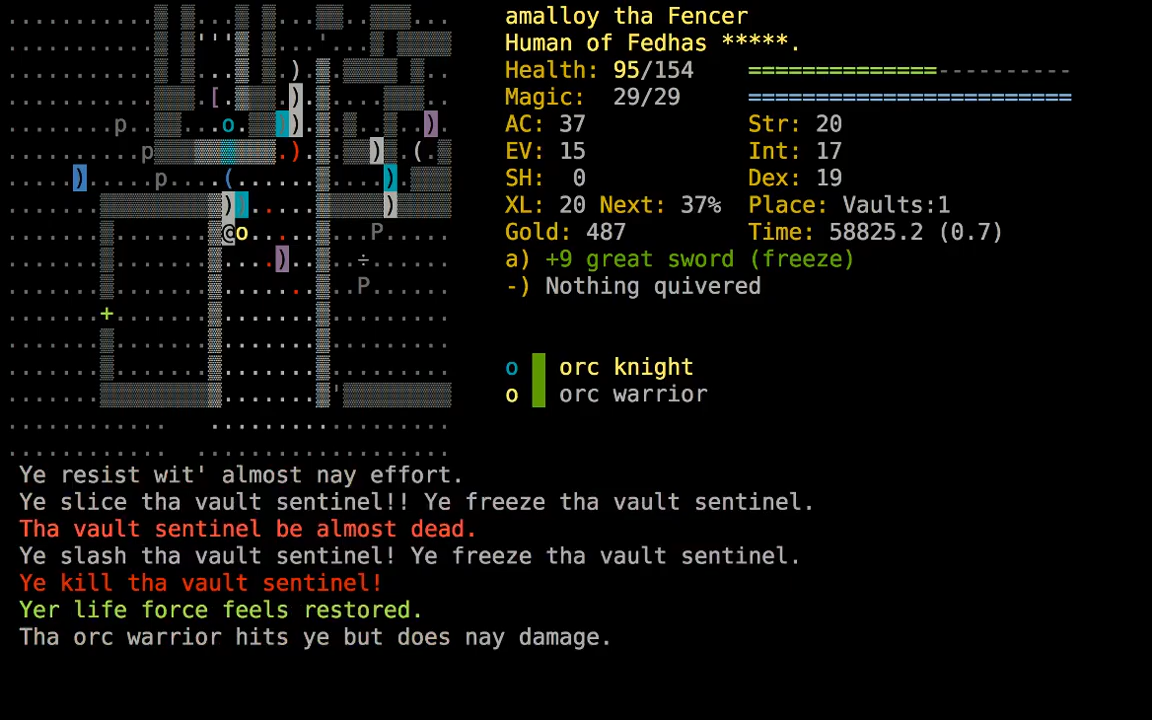 amalloy tha Fencer
Human of Fedhas *****.
Health: 95/154
Magic: 29/29
AC: 37 Str: 20
EV: 15 Int: 17
SH: 0 Dex: 19
XL: 20 Next: 37% Place: Vaults:1
Gold: 487 Time: 58825.2 (0.7)
a) +9 great sword (freeze)
-) Nothing quivered
o orc knight
o orc warrior
Ye resist wit' almost nay effort.
Ye slice tha vault sentinel!! Ye freeze tha vault sentinel.
Tha vault sentinel be almost dead.
Ye slash tha vault sentinel! Ye freeze tha vault sentinel.
Ye kill tha vault sentinel!
Yer life force feels restored.
Tha orc warrior hits ye but does nay damage.